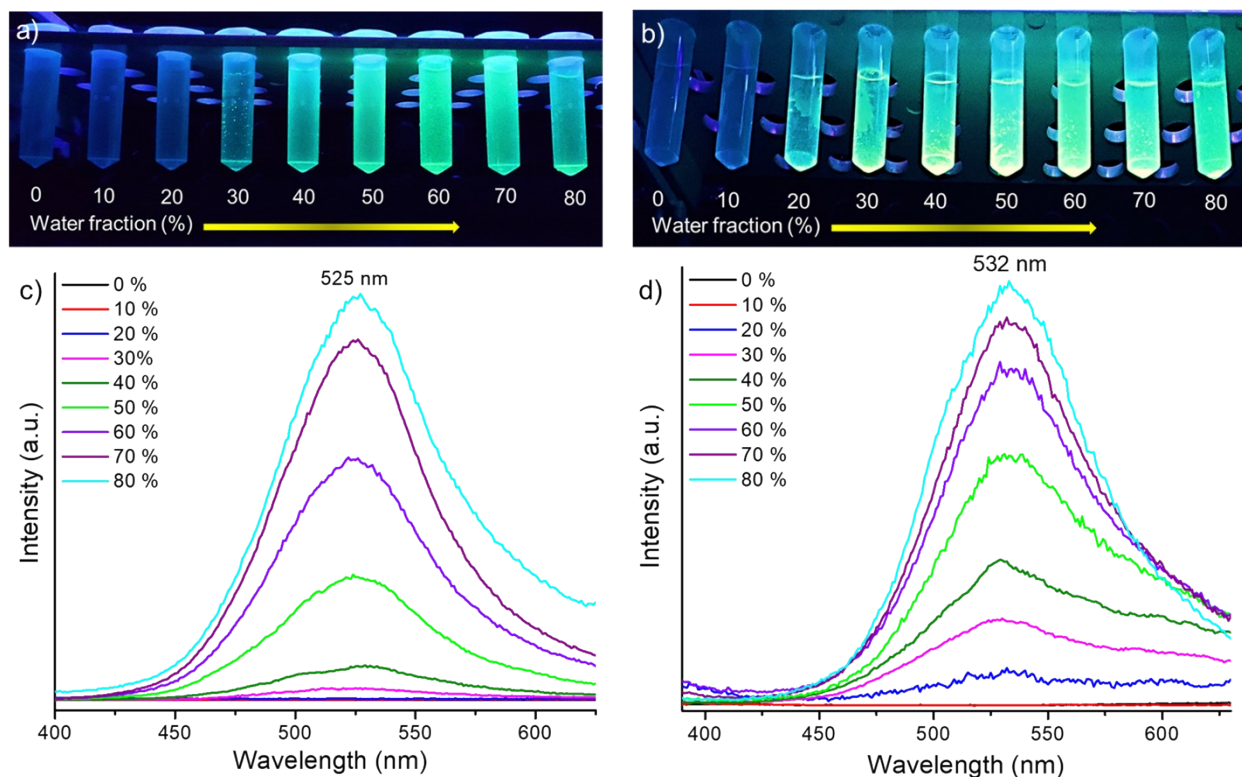 a)
0 10 20 30 40 50 60 70 80
Water fraction (%)
b)
0 10 20 30 40 50 60 70 80
Water fraction (%)
c)
525 nm
0 %
10 %
20 %
30%
40 %
50 %
60 %
70 %
80 %
Intensity (a.u.)
400 450 500 550 600
Wavelength (nm)
d)
532 nm
0 %
10 %
20 %
30 %
40 %
50 %
60 %
70 %
80 %
Intensity (a.u.)
400 450 500 550 600
Wavelength (nm)